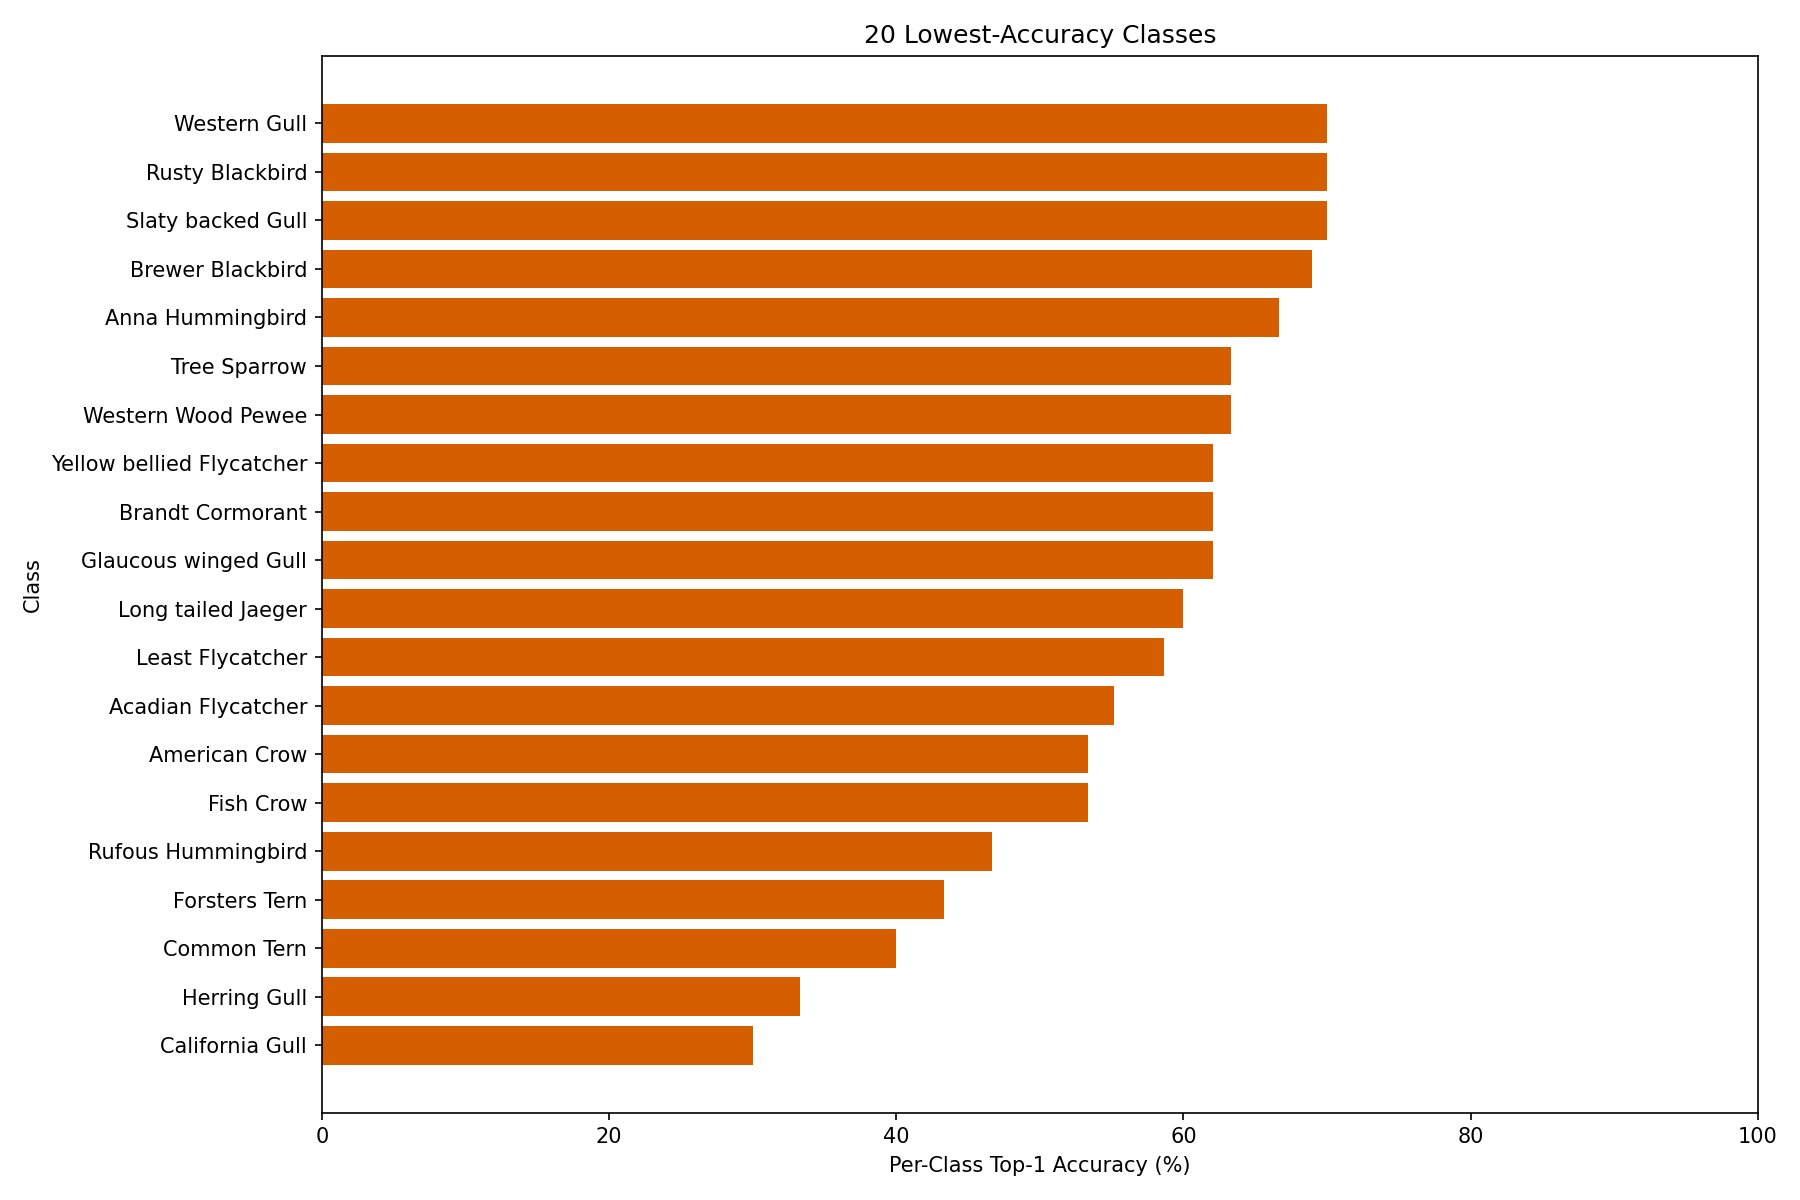 20 Lowest-Accuracy Classes
Western Gull
Rusty Blackbird
Slaty backed Gull
Brewer Blackbird
Anna Hummingbird
Tree Sparrow
Western Wood Pewee
Yellow bellied Flycatcher
Brandt Cormorant
Glaucous winged Gull
Long tailed Jaeger
Least Flycatcher
Acadian Flycatcher
American Crow
Fish Crow
Rufous Hummingbird
Forsters Tern
Common Tern
Herring Gull
California Gull
Class
0 20 40 60 80 100
Per-Class Top-1 Accuracy (%)